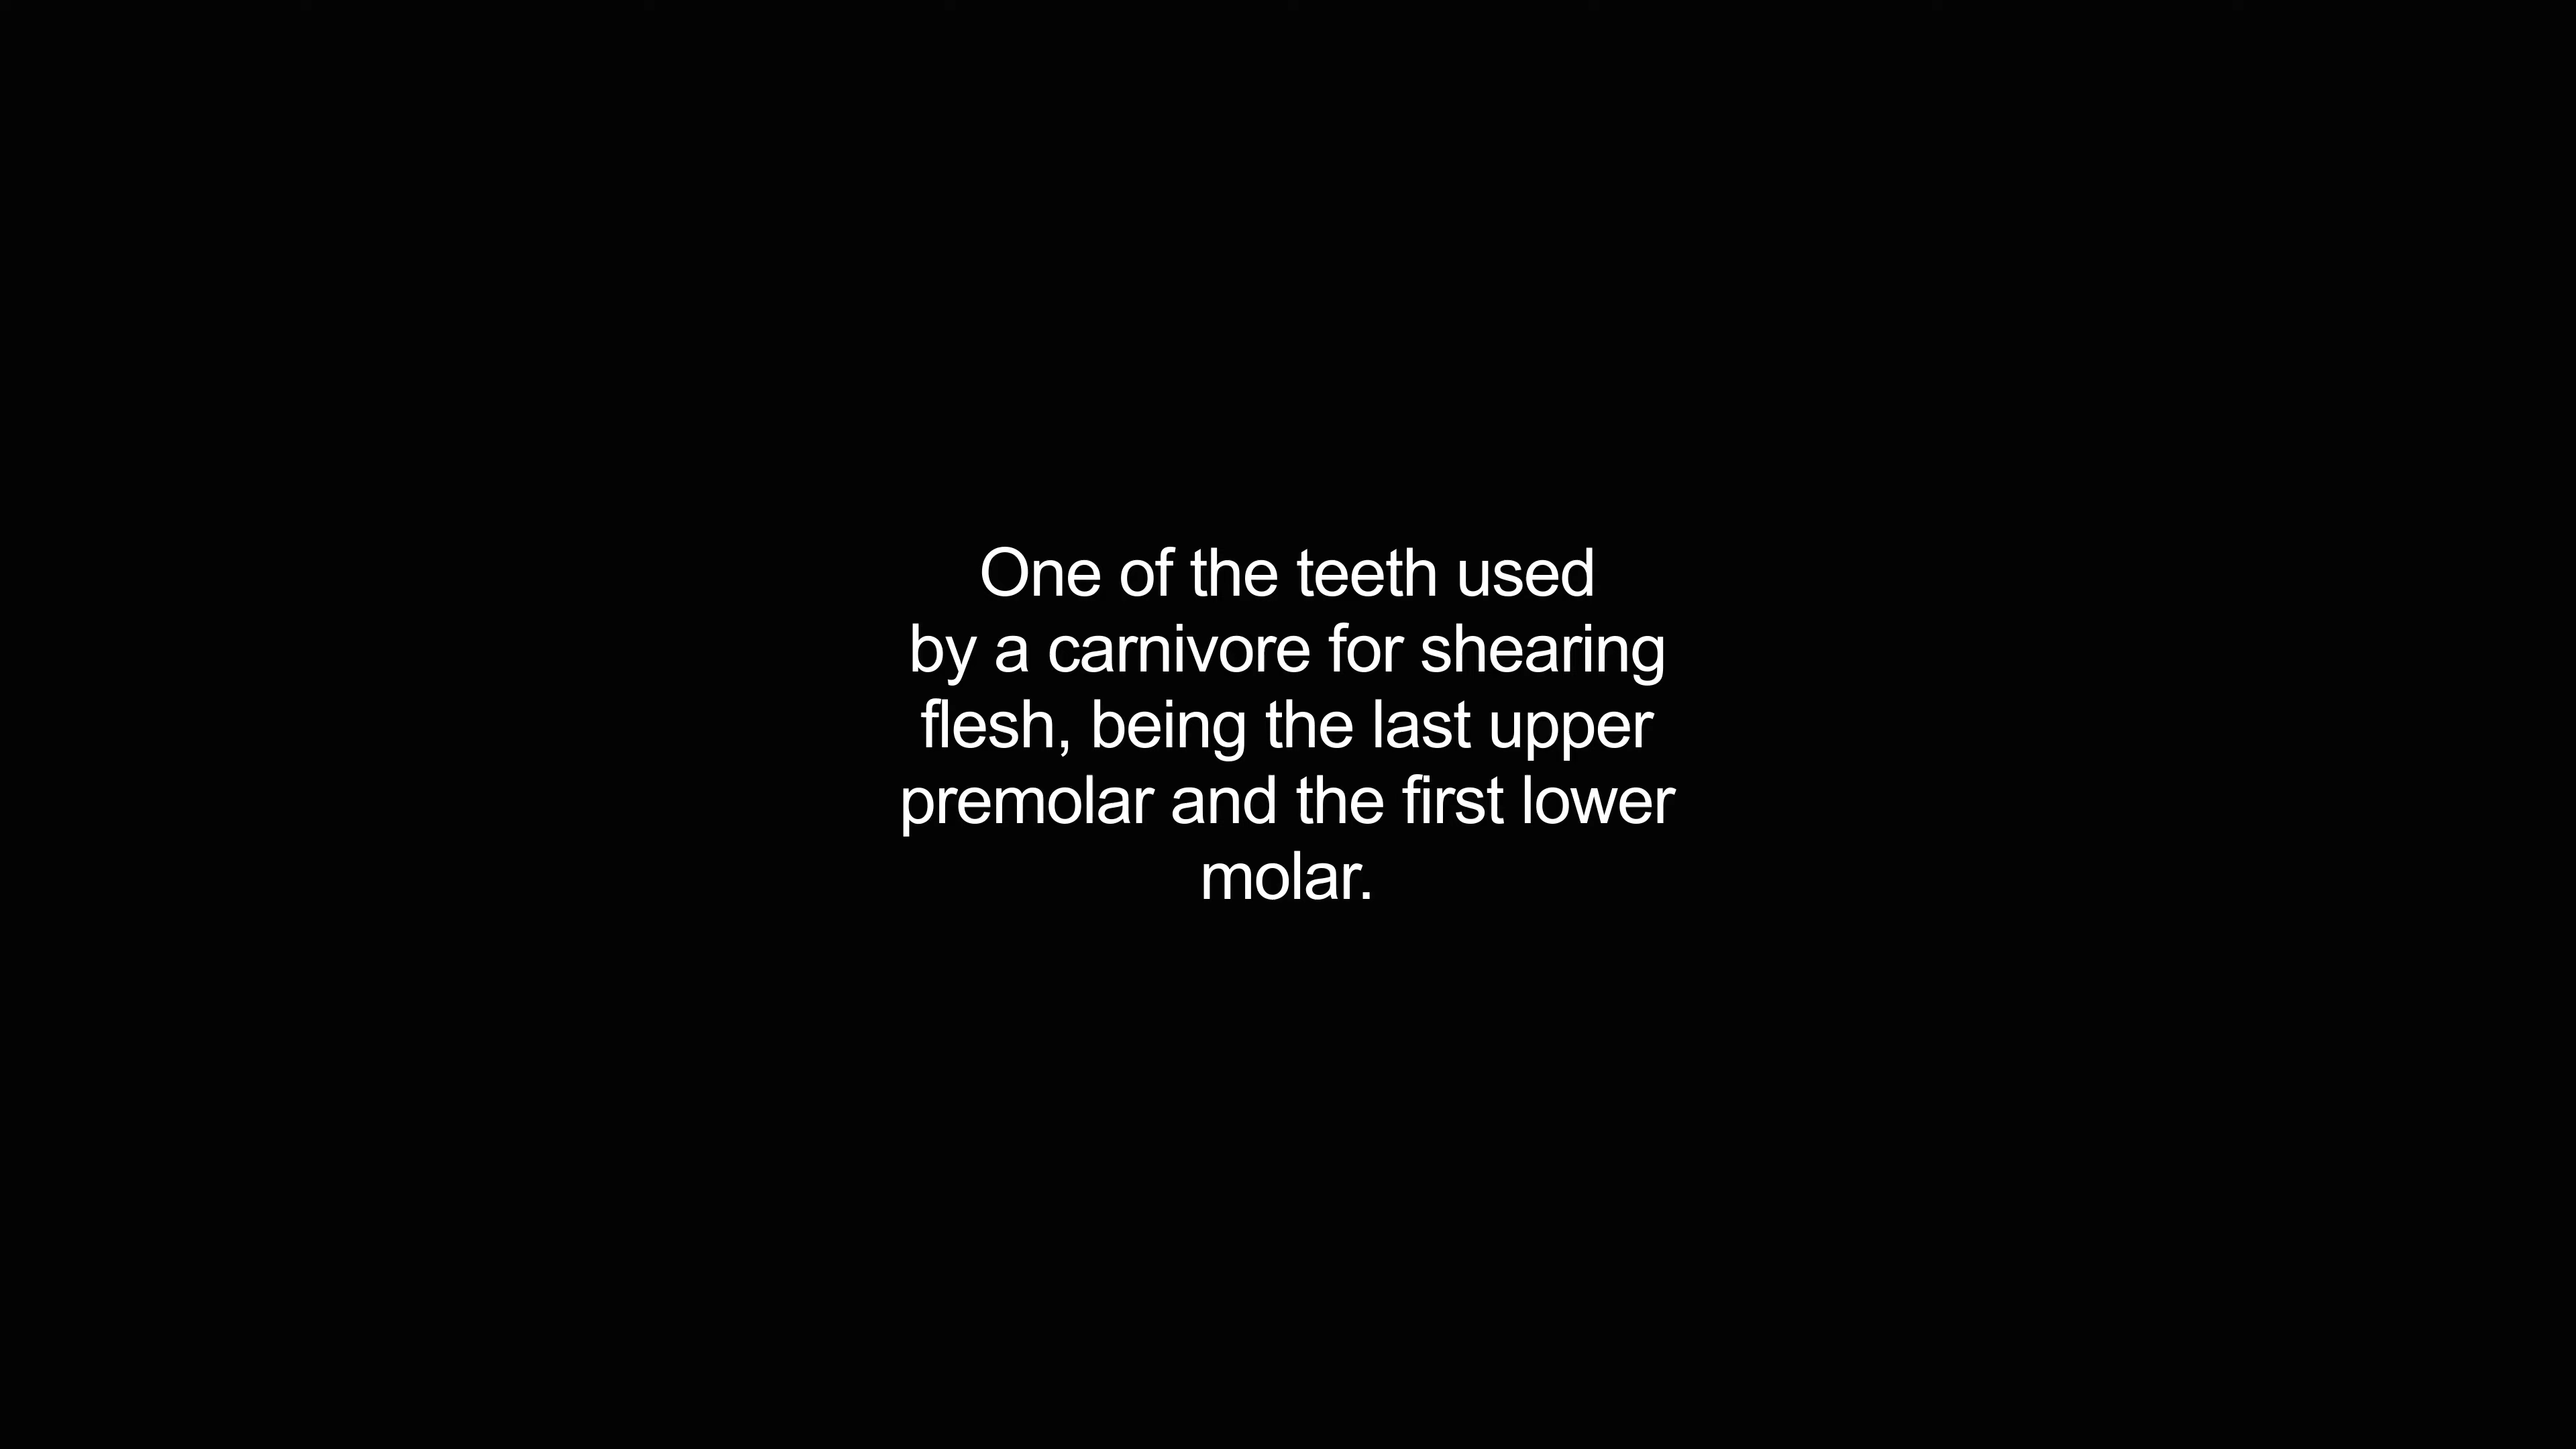 One of the teeth used
by a carnivore for shearing
flesh, being the last upper
premolar and the first lower
molar.